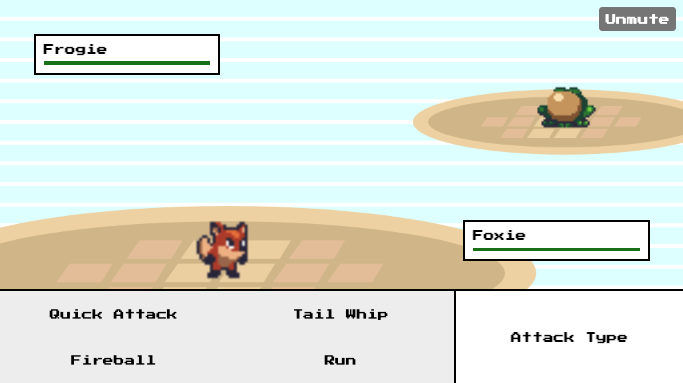 Unmute
Frogie
Foxie
Quick Attack
Tail Whip
Attack Type
Fireball
Run